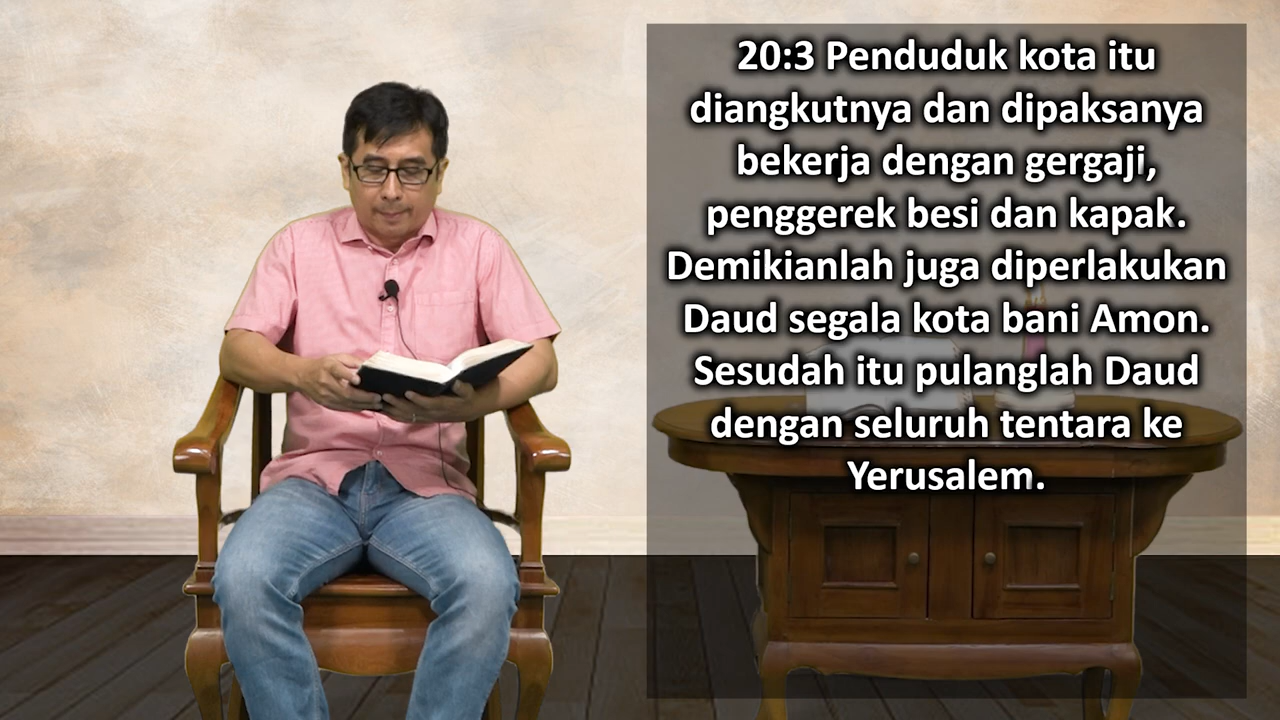 20:3 Penduduk kota itu
diangkutnya dan dipaksanya
bekerja dengan gergaji,
penggerek besi dan kapak.
Demikianlah juga diperlakukan
Daud segala kota bani Amon.
Sesudah itu pulanglah Daud
dengan seluruh tentara ke
Yerusalem.